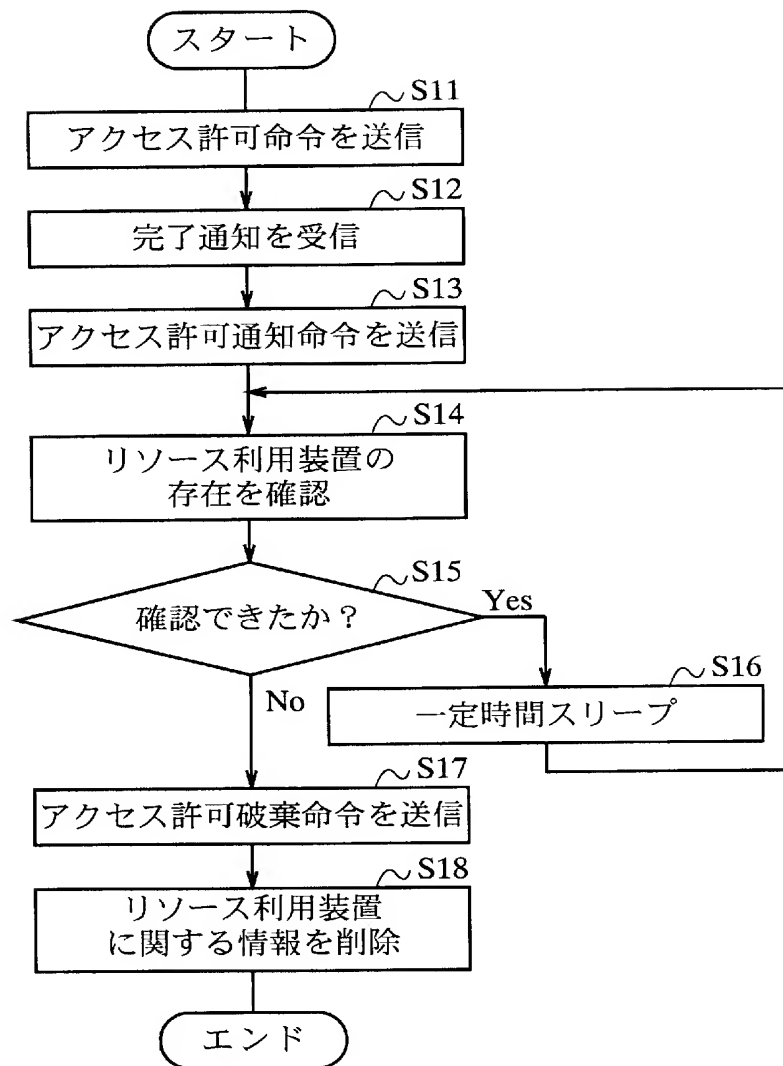 スタート
S11
アクセス許可命令を送信
S12
完了通知を受信
S13
アクセス許可通知命令を送信
S14
リソース利用装置の
存在を確認
S15
確認できたか?
Yes
No
S16
一定時間スリープ
S17
アクセス許可破棄命令を送信
S18
リソース利用装置
に関する情報を削除
エンド